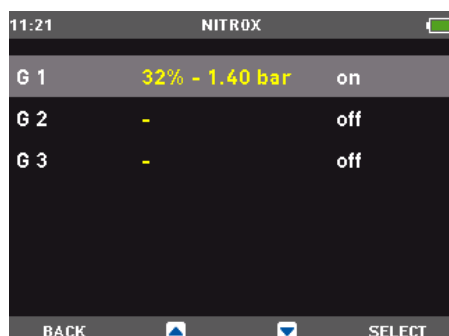 11:21 NITROX
G 1 32% - 1.40 bar on
G 2 - off
G 3 - off
BACK SELECT